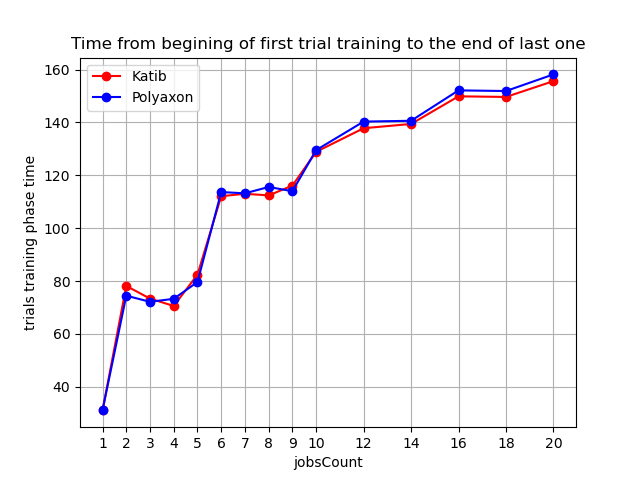 Time from begining of first trial training to the end of last one
Katib
Polyaxon
160
140
120
100
80
60
40
trials training phase time
1 2 3 4 5 6 7 8 9 10 12 14 16 18 20
jobsCount